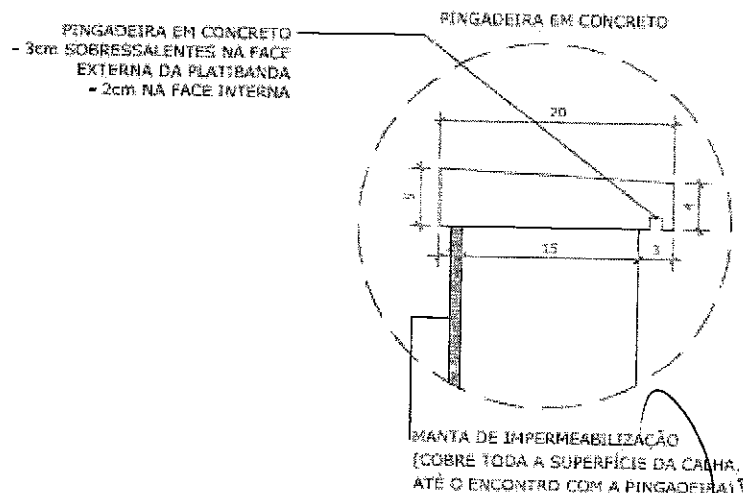 PINGADEIRA EM CONCRETO
PINGADEIRA EM CONCRETO
- 3cm SOBRESSALENTES NA FACE
EXTERNA DA PLATIBANDA
- 2cm NA FACE INTERNA
20
5
4
15
3
MANTA DE IMPERMEABILIZAÇÃO
(COBRE TODA A SUPERFÍCIE DA CALHA,
ATÉ O ENCONTRO COM A PINGADEIRA)